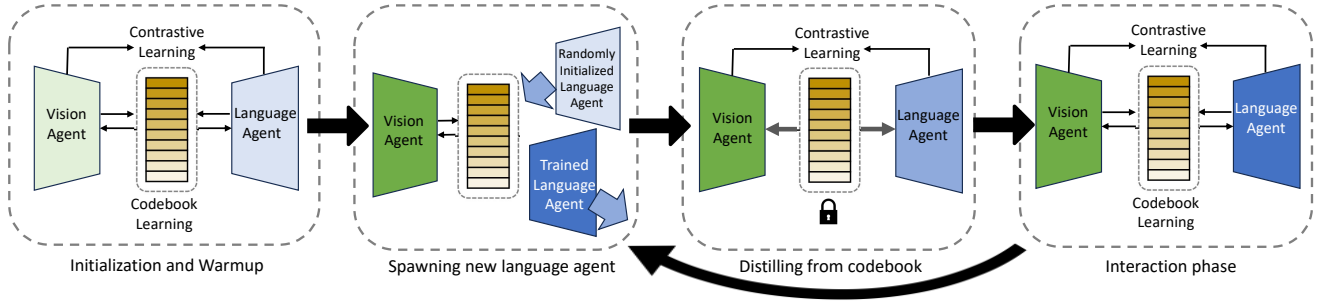 Contrastive
Learning
Vision
Agent
Language
Agent
Codebook
Learning
Initialization and Warmup
Vision
Agent
Randomly
Initialized
Language
Agent
Trained
Language
Agent
Spawning new language agent
Contrastive
Learning
Vision
Agent
Language
Agent
Distilling from codebook
Contrastive
Learning
Vision
Agent
Language
Agent
Codebook
Learning
Interaction phase